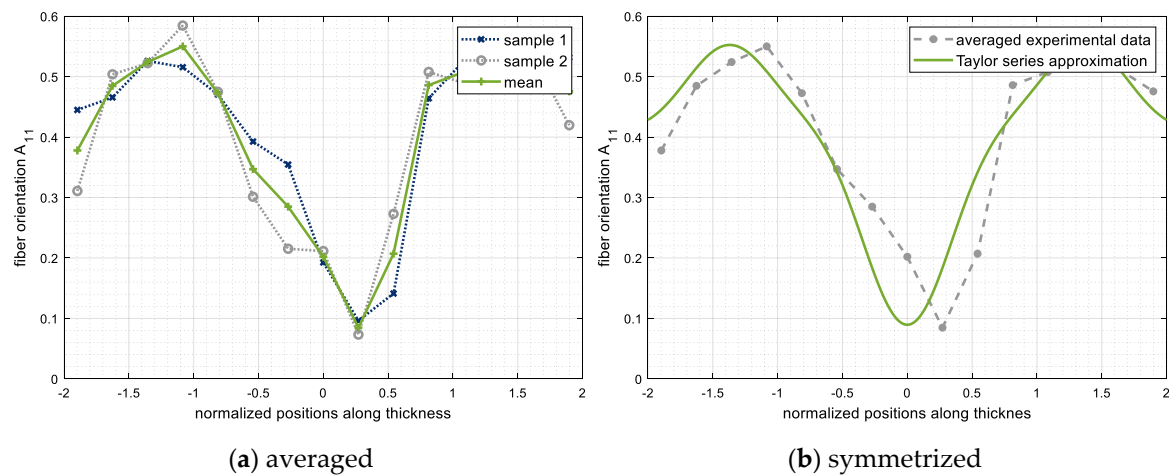 0.6
0.5
0.4
0.3
0.2
0.1
0
fiber orientation A11
-2 -1.5 -1 -0.5 0 0.5 1 1.5 2
normalized positions along thickness
sample 1
sample 2
mean
(a) averaged
0.6
0.5
0.4
0.3
0.2
0.1
0
fiber orientation A11
-2 -1.5 -1 -0.5 0 0.5 1 1.5 2
normalized positions along thicknes
averaged experimental data
Taylor series approximation
(b) symmetrized